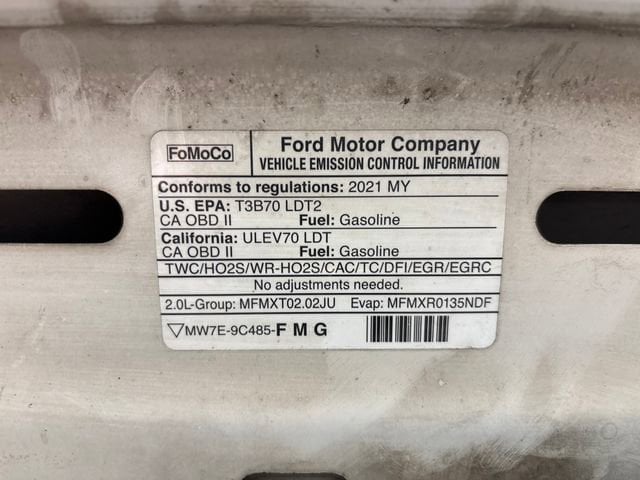 FoMoCo
Ford Motor Company
VEHICLE EMISSION CONTROL INFORMATION
Conforms to regulations: 2021 MY
U.S. EPA: T3B70 LDT2
CA OBD II Fuel: Gasoline
California: ULEV70 LDT
CA OBD II Fuel: Gasoline
TWC/HO2S/WR-HO2S/CAC/TC/DFI/EGR/EGRC
No adjustments needed.
2.0L-Group: MFMXT02.02JU Evap: MFMXR0135NDF
MW7E-9C485-F M G